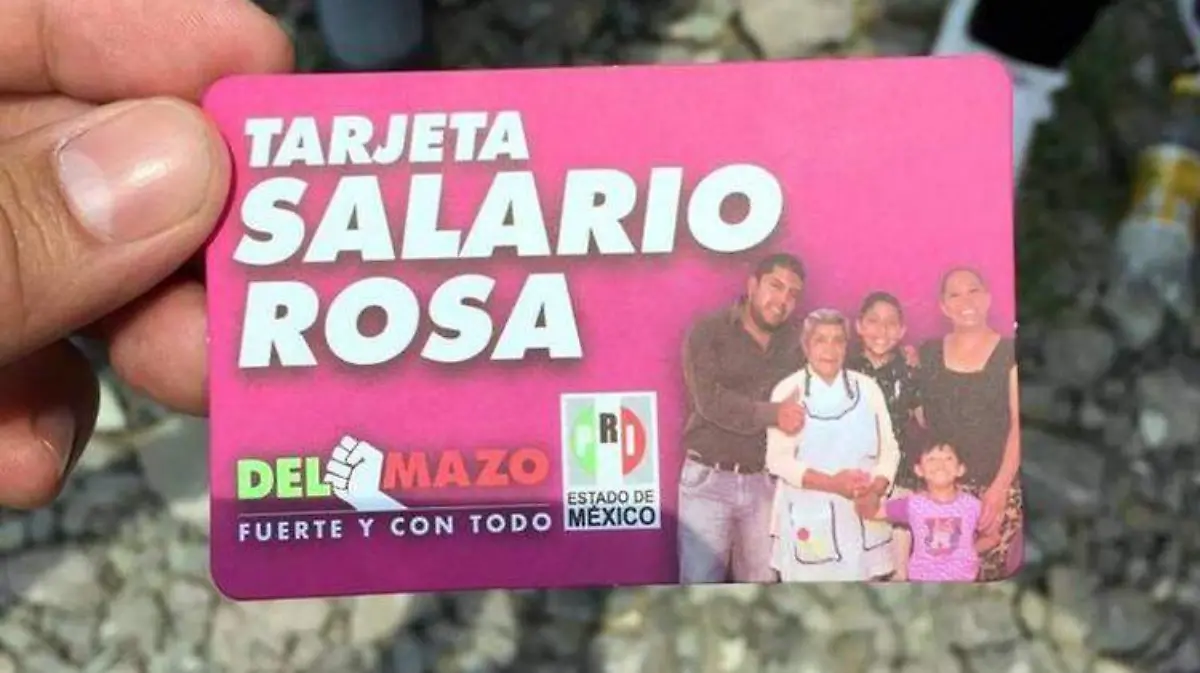 TARJETA
SALARIO
ROSA
DEL MAZO
FUERTE Y CON TODO
PRI
ESTADO DE
MÉXICO